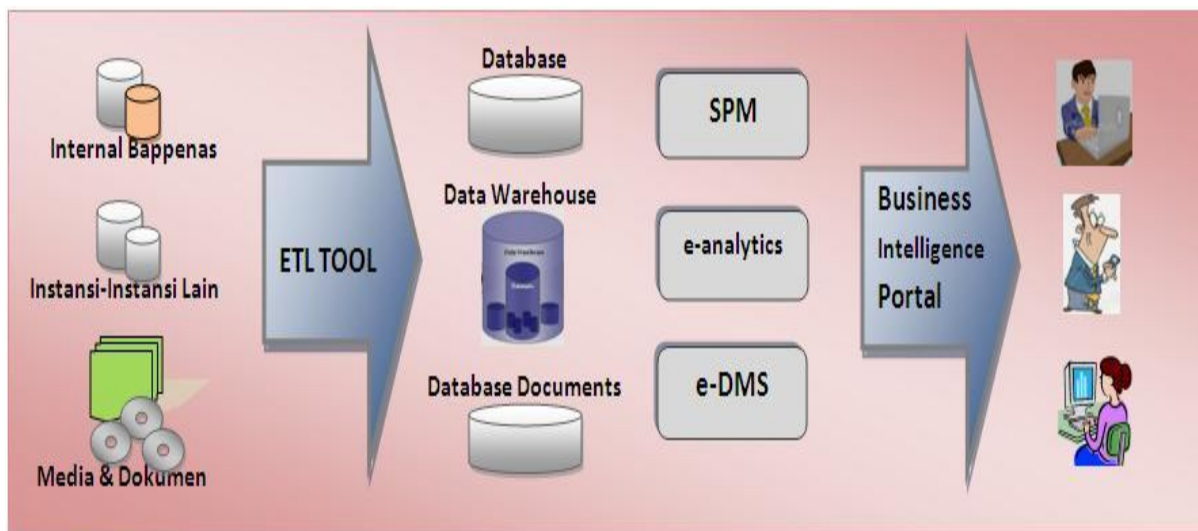 Internal Bappenas
Instansi-Instansi Lain
Media & Dokumen
ETL TOOL
Database
Data Warehouse
Database Documents
SPM
e-analytics
e-DMS
Business
Intelligence
Portal